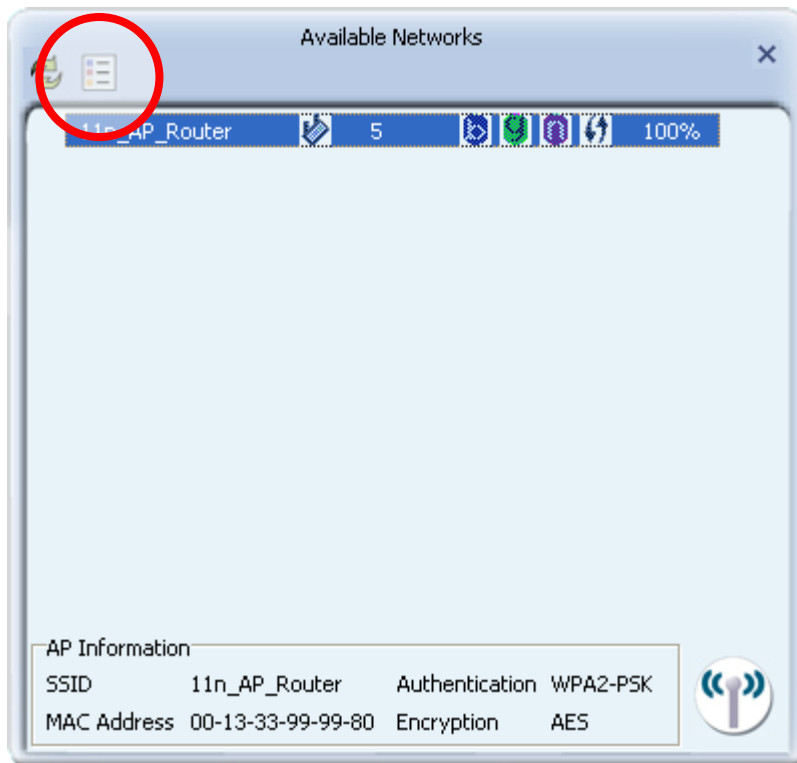 Available Networks
11n_AP_Router 5 b g n 100%
AP Information
SSID 11n_AP_Router Authentication WPA2-PSK
MAC Address 00-13-33-99-99-80 Encryption AES